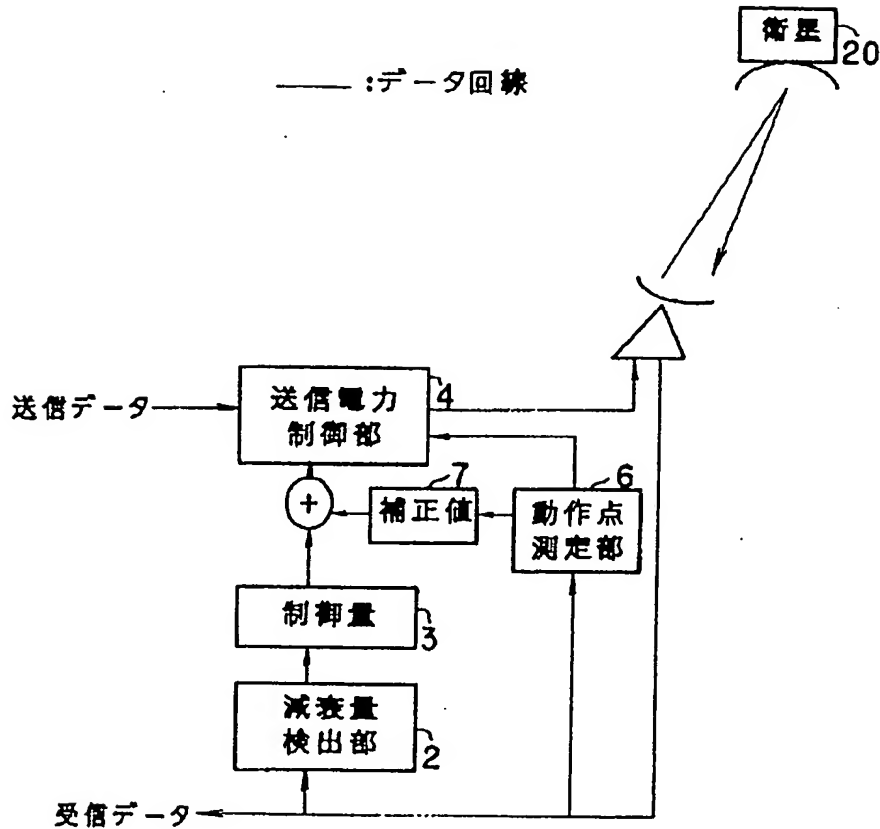 衛星
20
:データ回線
送信データ
送信電力
制御部
4
+
7
補正値
6
動作点
測定部
制御量
3
減衰量
検出部
2
受信データ